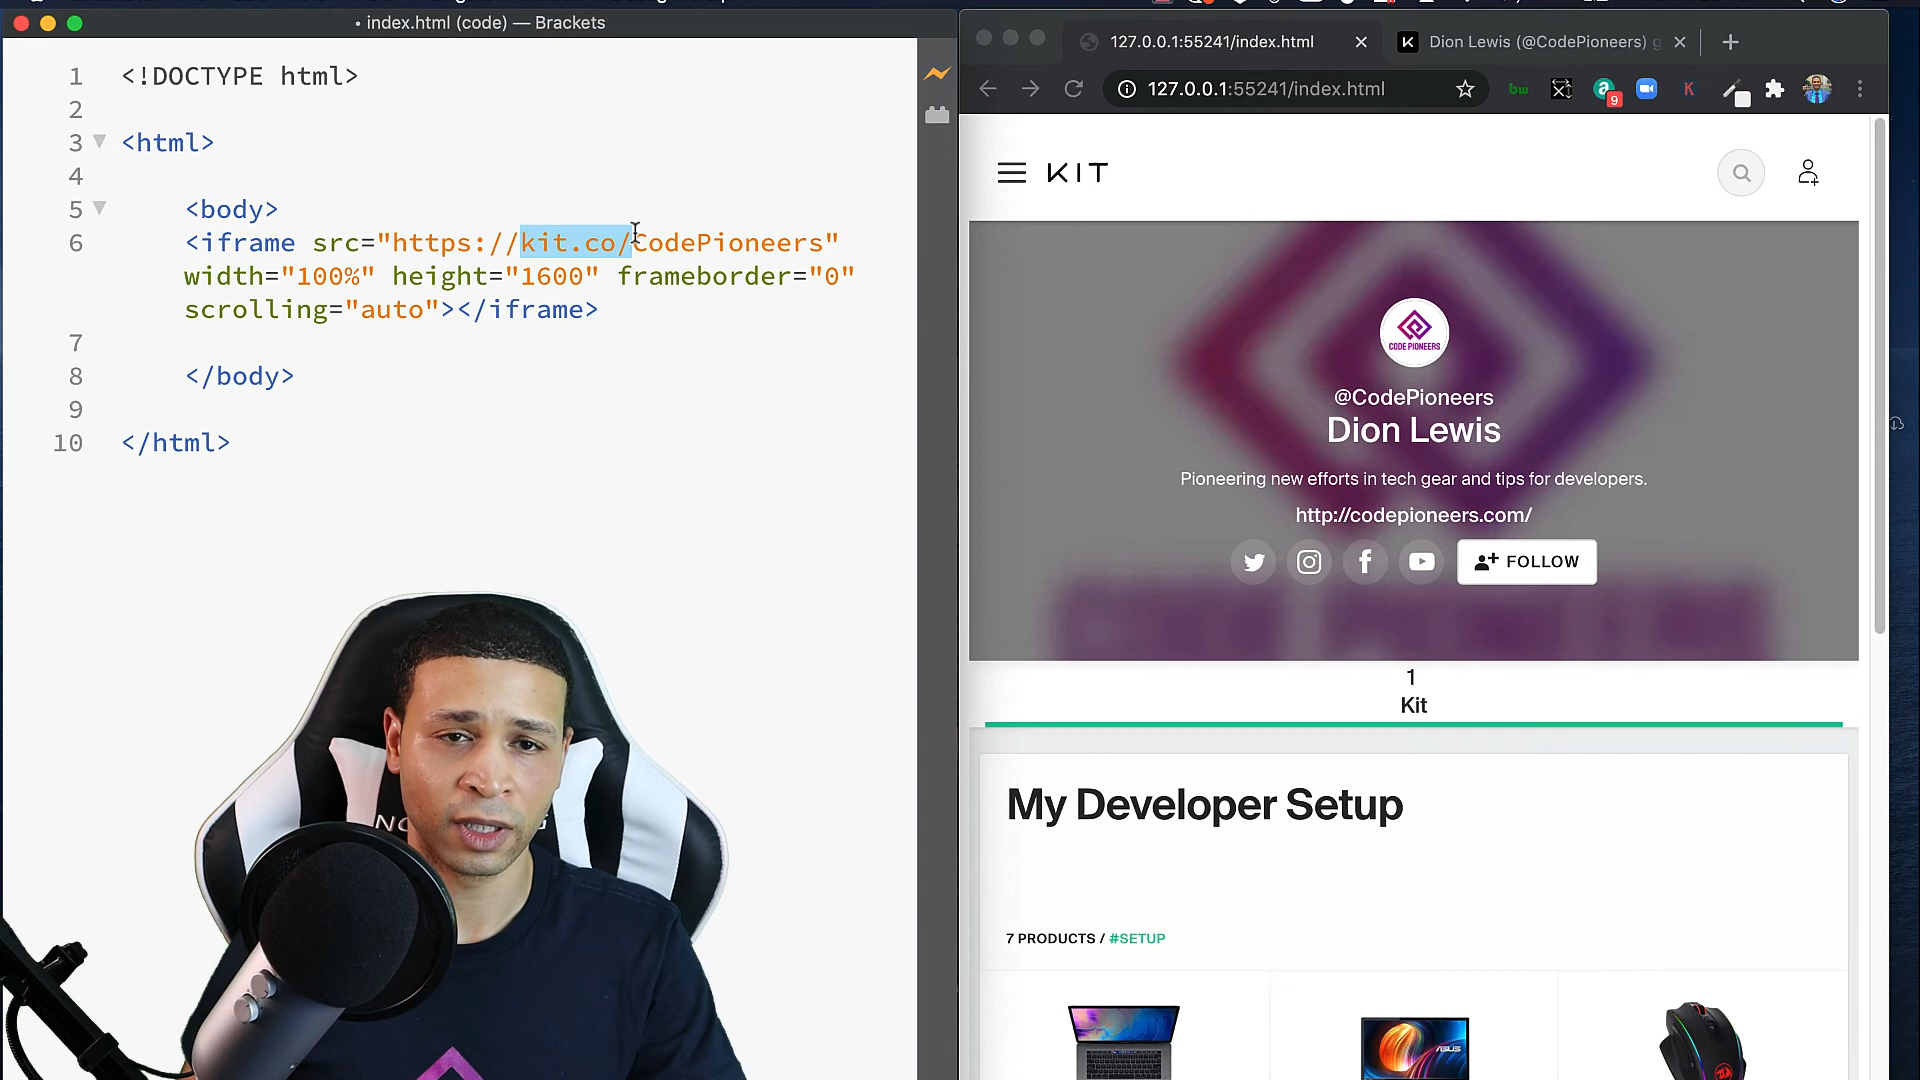 • index.html (code) — Brackets
1 <!DOCTYPE html>
2
3 <html>
4
5 <body>
6 <iframe src="https://kit.co/CodePioneers"
width="100%" height="1600" frameborder="0"
scrolling="auto"></iframe>
7
8 </body>
9
10 </html>
127.0.0.1:55241/index.html
K Dion Lewis (@CodePioneers)
127.0.0.1:55241/index.html
bw
9
K
KIT
CODE PIONEERS
@CodePioneers
Dion Lewis
Pioneering new efforts in tech gear and tips for developers.
http://codepioneers.com/
FOLLOW
1
Kit
My Developer Setup
7 PRODUCTS / #SETUP
ASUS